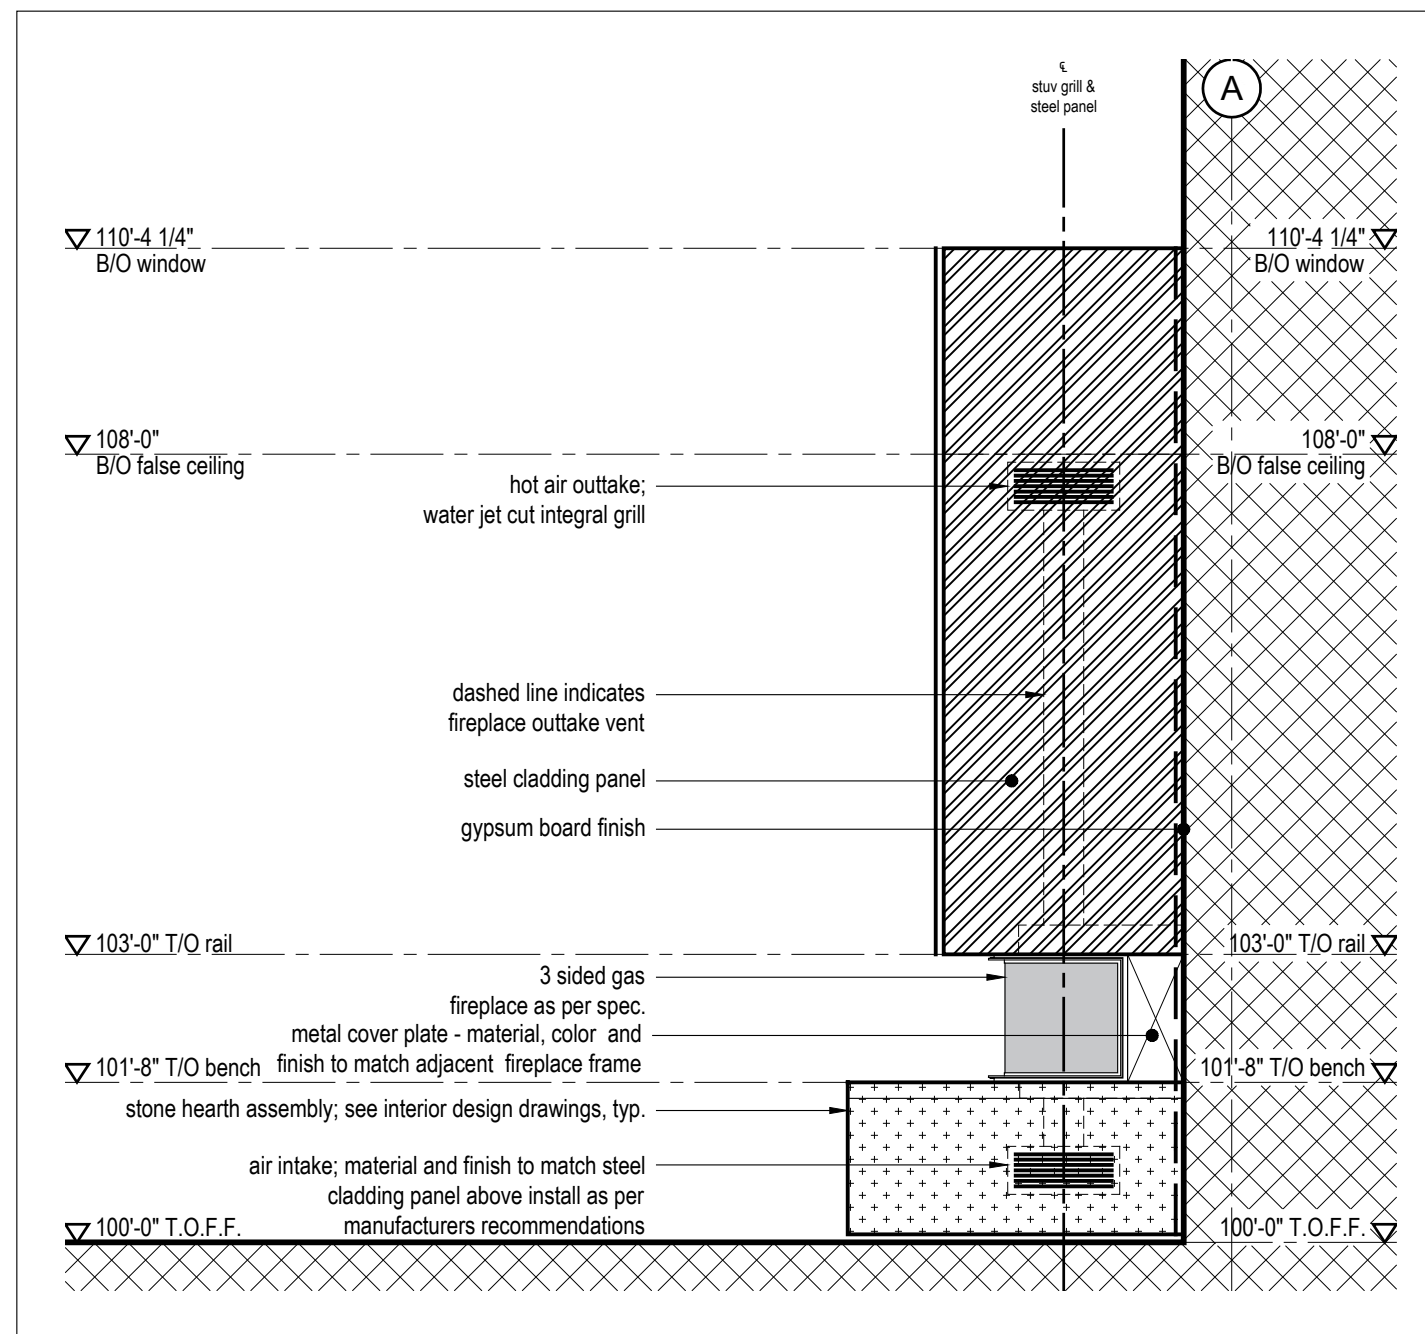 ℄
stuv grill &
steel panel
A
110'-4 1/4"
B/O window
110'-4 1/4"
B/O window
108'-0"
B/O false ceiling
108'-0"
B/O false ceiling
hot air outtake;
water jet cut integral grill
dashed line indicates
fireplace outtake vent
steel cladding panel
gypsum board finish
103'-0" T/O rail
103'-0" T/O rail
3 sided gas
fireplace as per spec.
metal cover plate - material, color and
finish to match adjacent fireplace frame
101'-8" T/O bench
101'-8" T/O bench
stone hearth assembly; see interior design drawings, typ.
air intake; material and finish to match steel
cladding panel above install as per
manufacturers recommendations
100'-0" T.O.F.F.
100'-0" T.O.F.F.